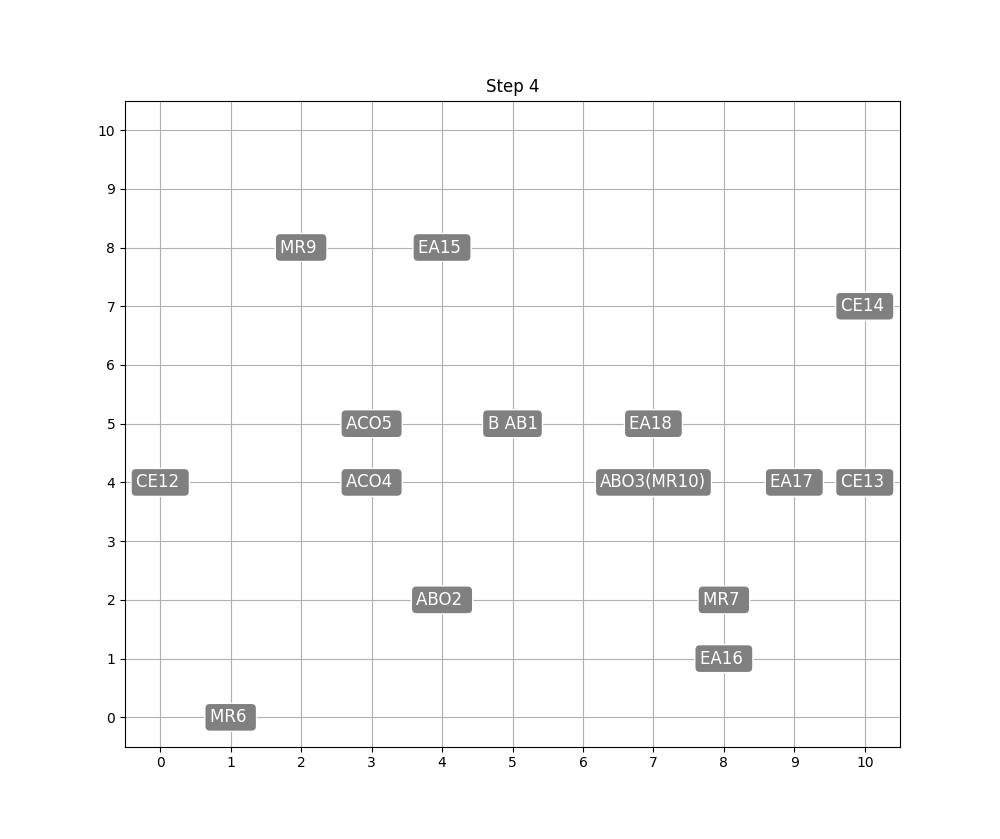 Step 4
10
9
8
7
6
5
4
3
2
1
0
MR9 EA15
CE14
ACO5 B AB1 EA18
CE12 ACO4 ABO3(MR10) EA17 CE13
ABO2 MR7
EA16
MR6
0 1 2 3 4 5 6 7 8 9 10